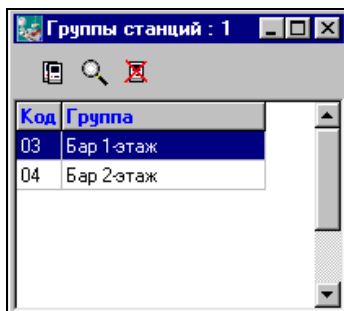 Группы станций : 1
Код Группа
03 Бар 1-этаж
04 Бар 2-этаж